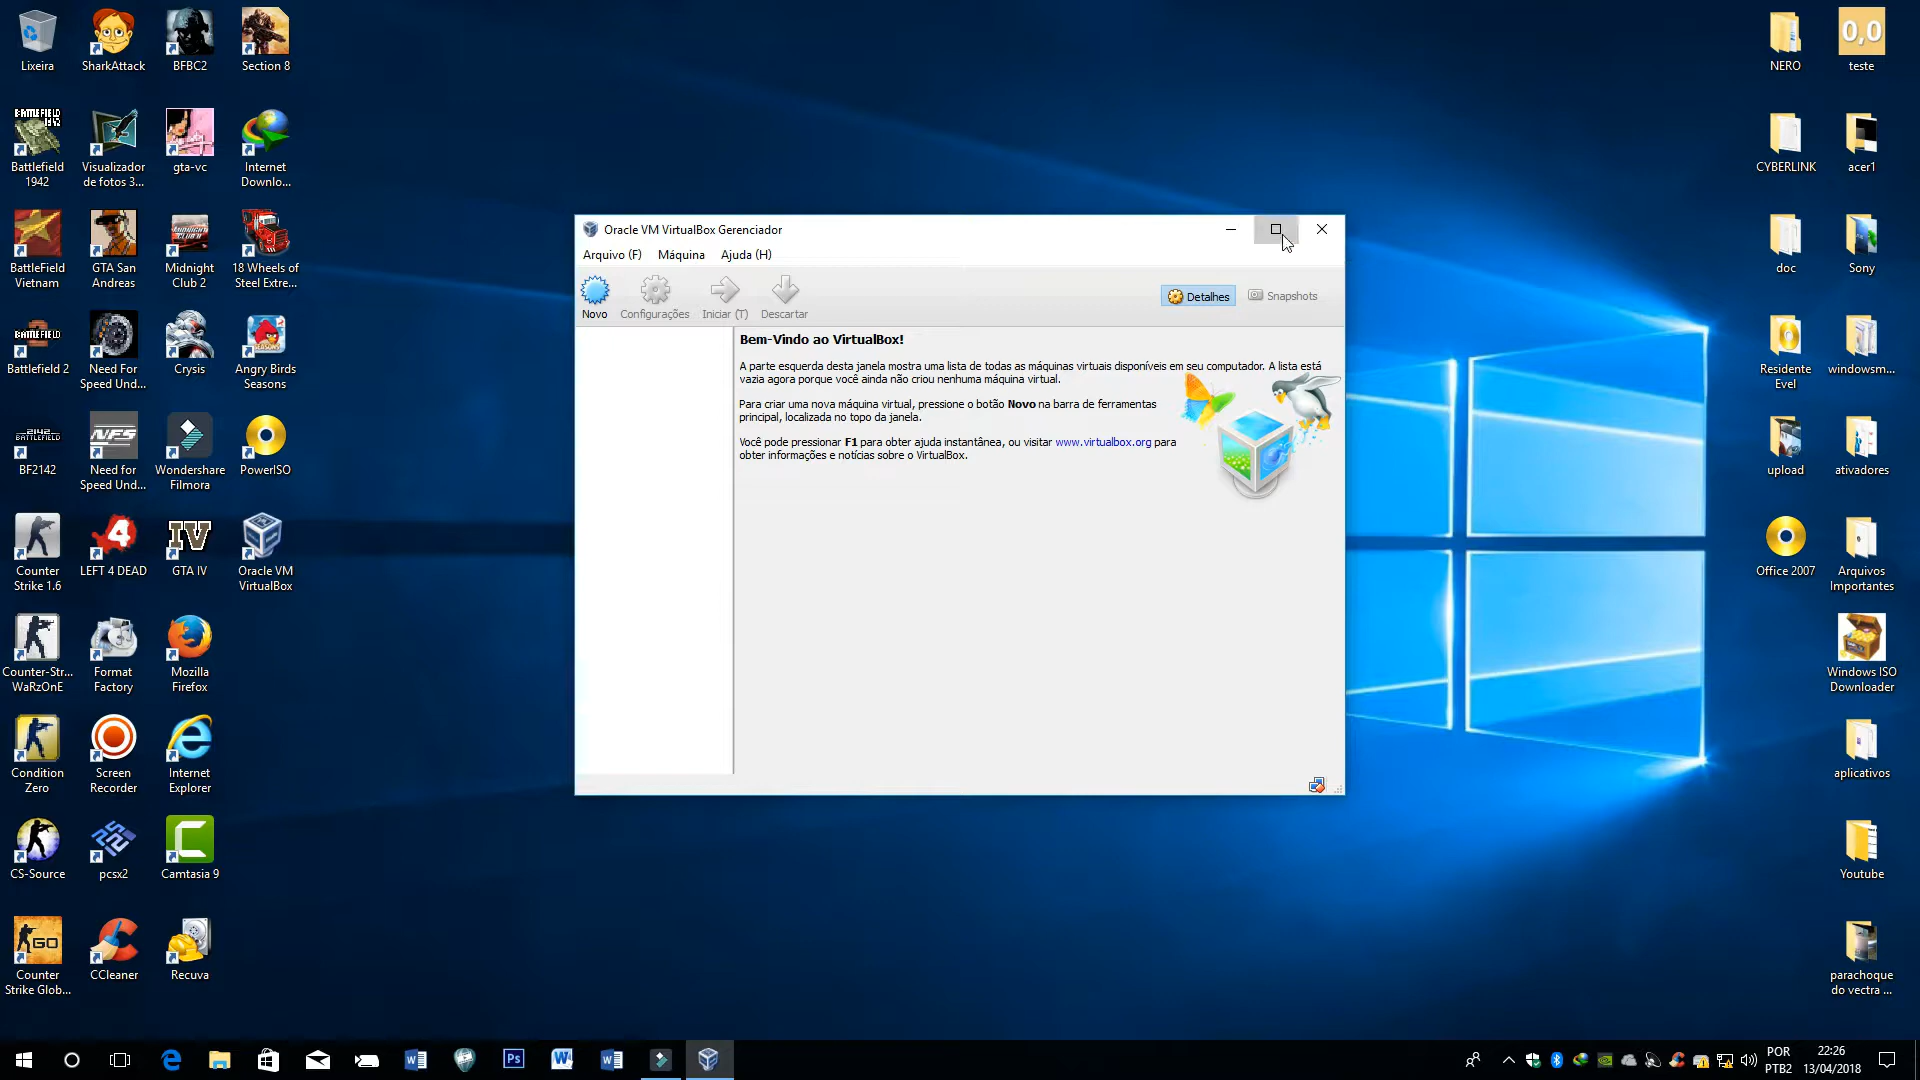 Lixeira
SharkAttack
BFBC2
Section 8
Battlefield
1942
Visualizador
de fotos 3...
gta-vc
Internet
Downlo...
BattleField
Vietnam
GTA San
Andreas
Midnight
Club 2
18 Wheels of
Steel Extre...
Battlefield 2
Need For
Speed Und...
Crysis
Angry Birds
Seasons
BF2142
Need for
Speed Und...
Wondershare
Filmora
PowerISO
Counter
Strike 1.6
LEFT 4 DEAD
GTA IV
Oracle VM
VirtualBox
Counter-Str...
WaRzOnE
Format
Factory
Mozilla
Firefox
Condition
Zero
Screen
Recorder
Internet
Explorer
CS-Source
pcsx2
Camtasia 9
Counter
Strike Glob...
CCleaner
Recuva
Oracle VM VirtualBox Gerenciador
Arquivo (F) Máquina Ajuda (H)
Novo Configurações Iniciar (T) Descartar
Detalhes Snapshots
Bem-Vindo ao VirtualBox!
A parte esquerda desta janela mostra uma lista de todas as máquinas virtuais disponíveis em seu computador. A lista está
vazia agora porque você ainda não criou nenhuma máquina virtual.
Para criar uma nova máquina virtual, pressione o botão Novo na barra de ferramentas
principal, localizada no topo da janela.
Você pode pressionar F1 para obter ajuda instantânea, ou visitar www.virtualbox.org para
obter informações e notícias sobre o VirtualBox.
NERO
0,0
teste
CYBERLINK
acer1
doc
Sony
Residente
Evel
windowsm...
upload
ativadores
Office 2007
Arquivos
Importantes
Windows ISO
Downloader
aplicativos
Youtube
parachoque
do vectra ...
POR
PTB2
22:26
13/04/2018